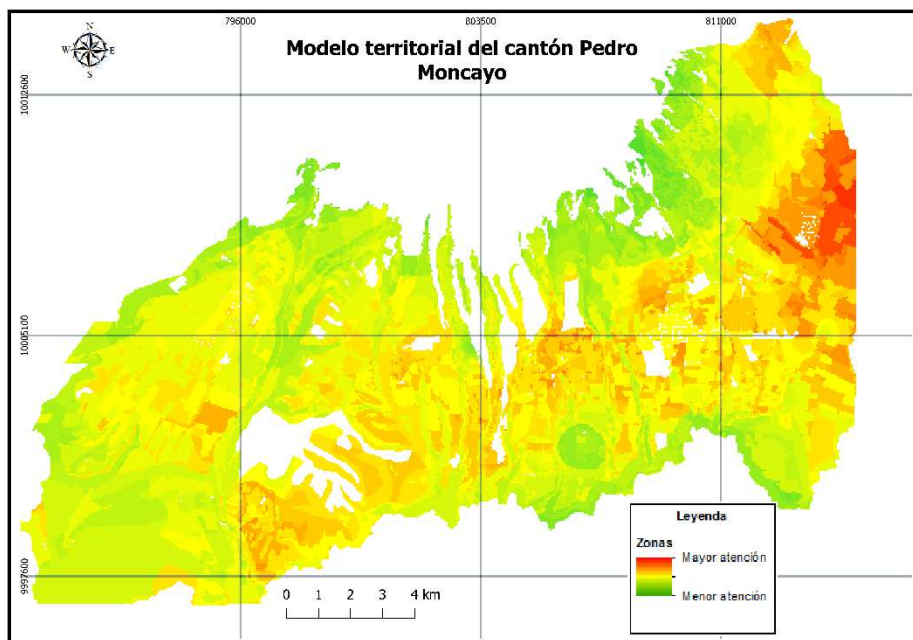 796000
803500
811000
N
W
E
S
Modelo territorial del cantón Pedro
Moncayo
10012600
10005100
9997600
Leyenda
Zonas
Mayor atención
Menor atención
0 1 2 3 4 km